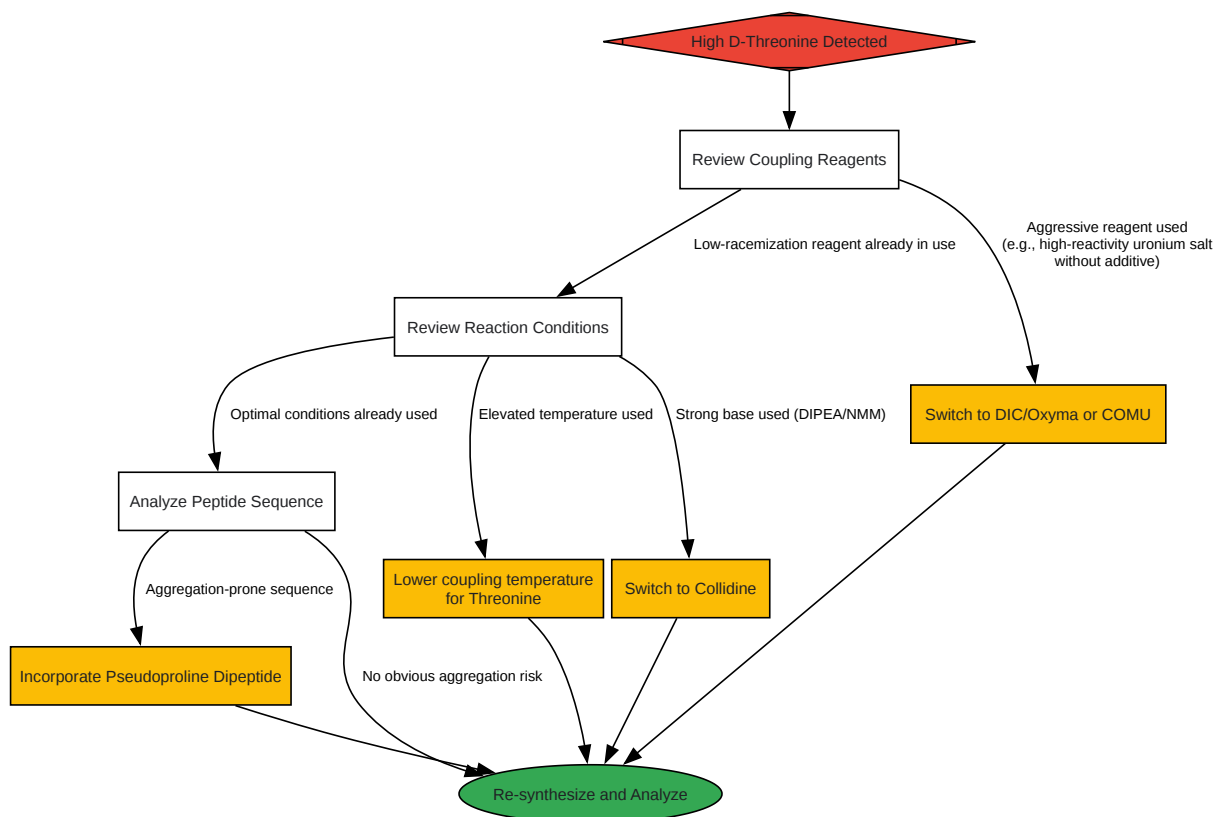 High D-Threonine Detected
Review Coupling Reagents
Low-racemization reagent already in use
Aggressive reagent used
(e.g., high-reactivity uronium salt
without additive)
Review Reaction Conditions
Optimal conditions already used
Elevated temperature used
Strong base used (DIPEA/NMM)
Switch to DIC/Oxyma or COMU
Analyze Peptide Sequence
Aggregation-prone sequence
Lower coupling temperature
for Threonine
Switch to Collidine
Incorporate Pseudoproline Dipeptide
No obvious aggregation risk
Re-synthesize and Analyze